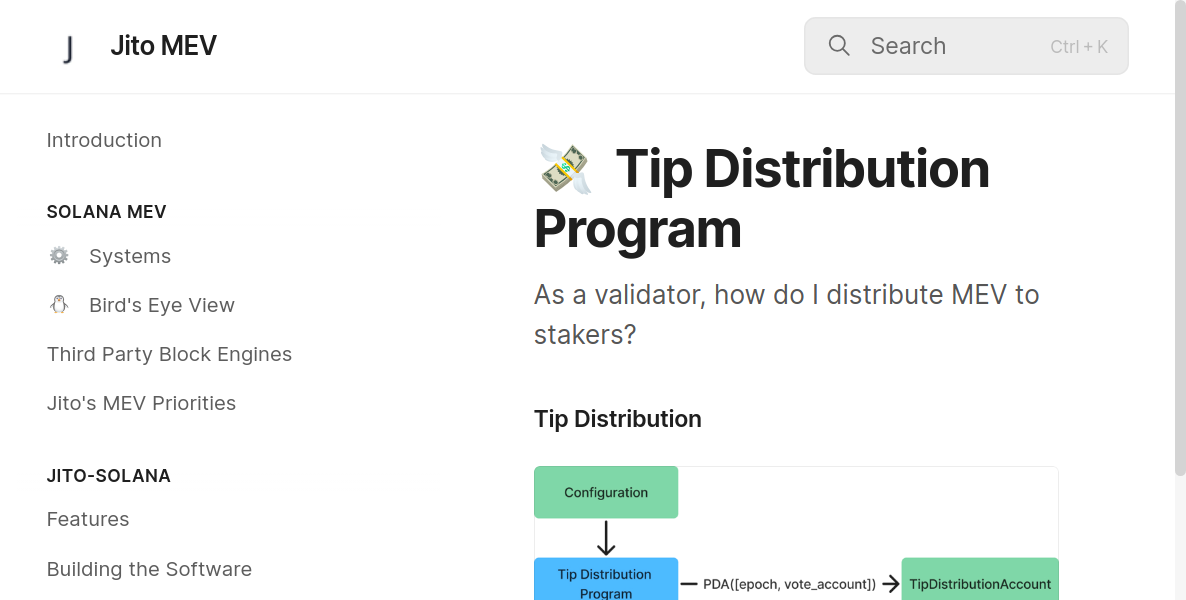 J Jito MEV
Search Ctrl + K
Introduction
SOLANA MEV
Systems
Bird's Eye View
Third Party Block Engines
Jito's MEV Priorities
JITO-SOLANA
Features
Building the Software
Tip Distribution
Program
As a validator, how do I distribute MEV to
stakers?
Tip Distribution
Configuration
Tip Distribution
Program
PDA([epoch, vote_account])
TipDistributionAccount